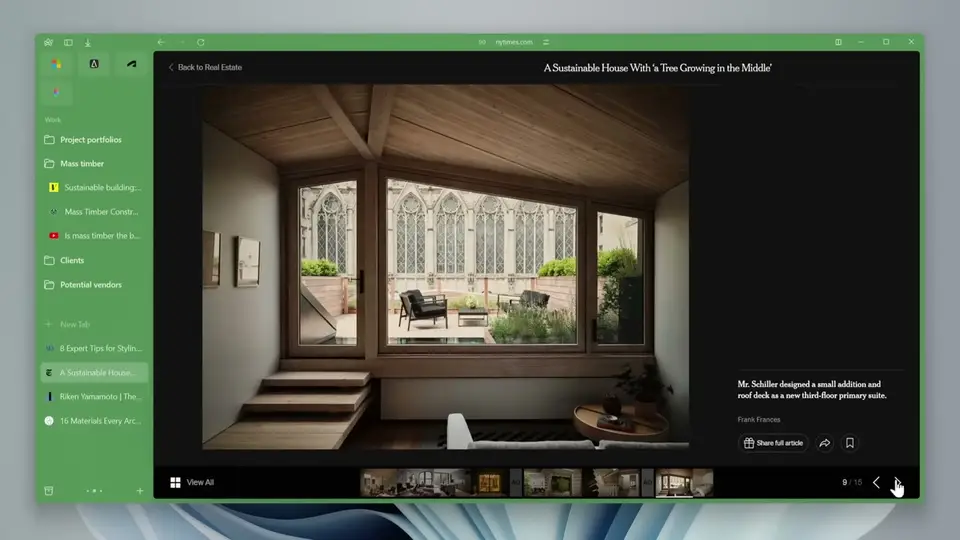 nytimes.com
Back to Real Estate
A Sustainable House With ‘a Tree Growing in the Middle’
Work
Project portfolios
Mass timber
Sustainable building:...
Mass Timber Constr...
Is mass timber the b...
Clients
Potential vendors
New Tab
8 Expert Tips for Stylin...
A Sustainable House...
Riken Yamamoto | The...
16 Materials Every Arc...
Mr. Schiller designed a small addition and
roof deck as a new third-floor primary suite.
Frank Frances
Share full article
View All
9 / 15